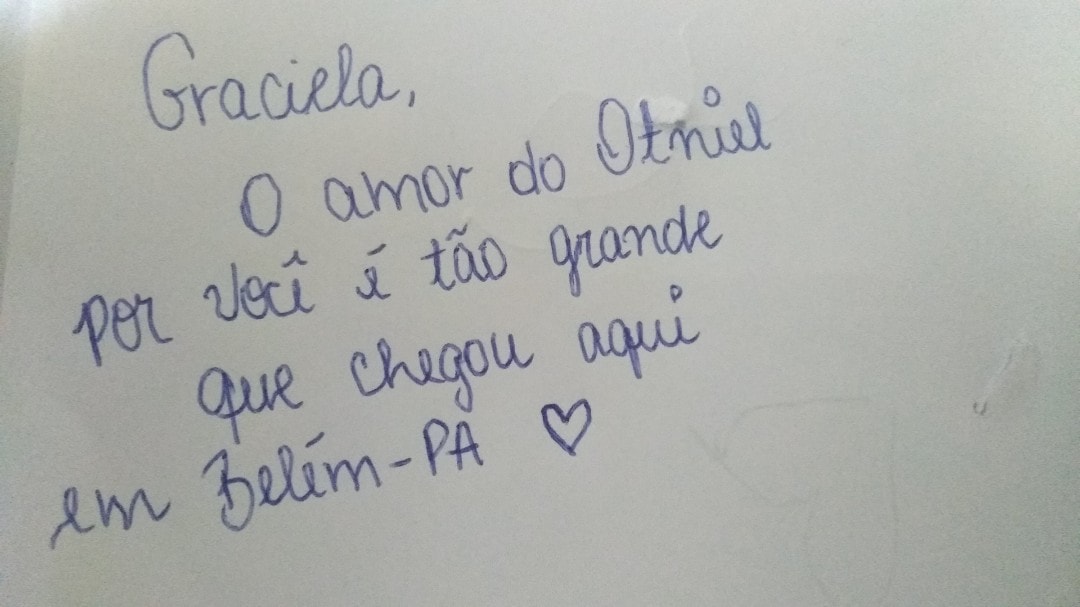 Graciela,
O amor do Otniel
por você é tão grande
que chegou aqui
em Belém-PA ♡